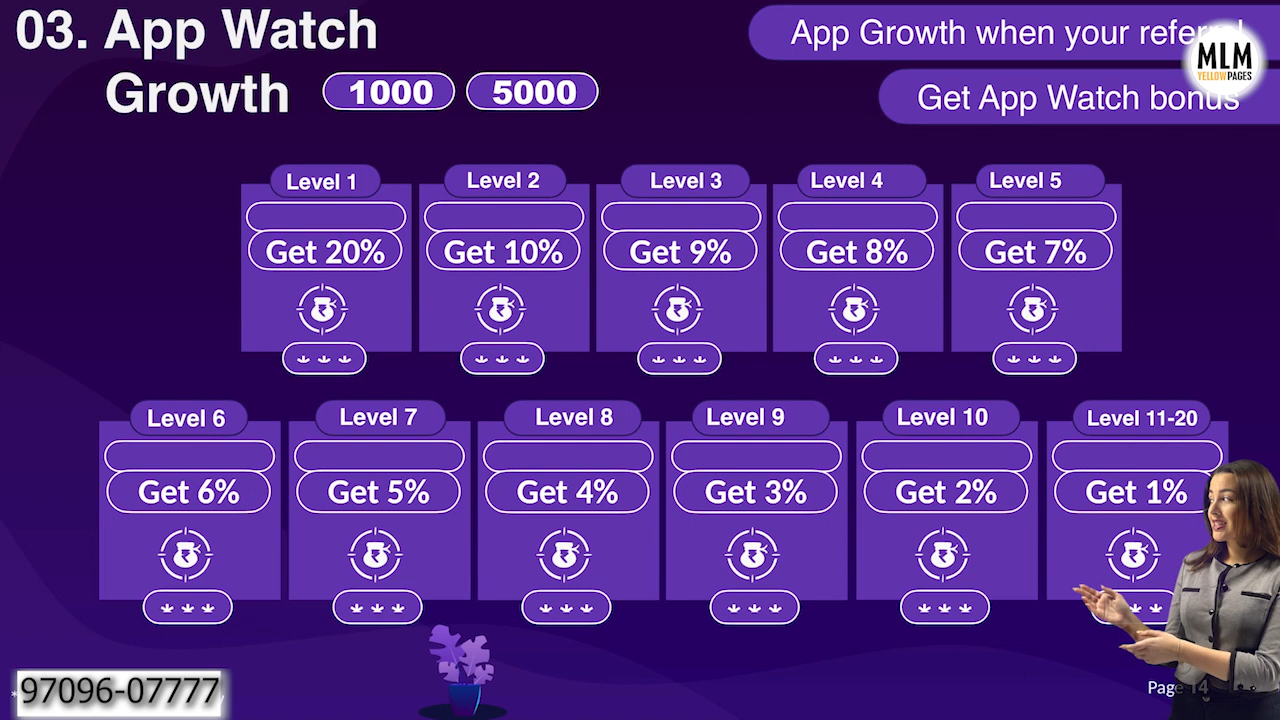 03. App Watch
Growth
1000
5000
App Growth when your
MLM
YELLOW PAGES
Get App Watch bonus
Level 1
Level 2
Level 3
Level 4
Level 5
Get 20%
Get 10%
Get 9%
Get 8%
Get 7%
Level 6
Level 7
Level 8
Level 9
Level 10
Level 11-20
Get 6%
Get 5%
Get 4%
Get 3%
Get 2%
Get 1%
97096-07777
Page 14